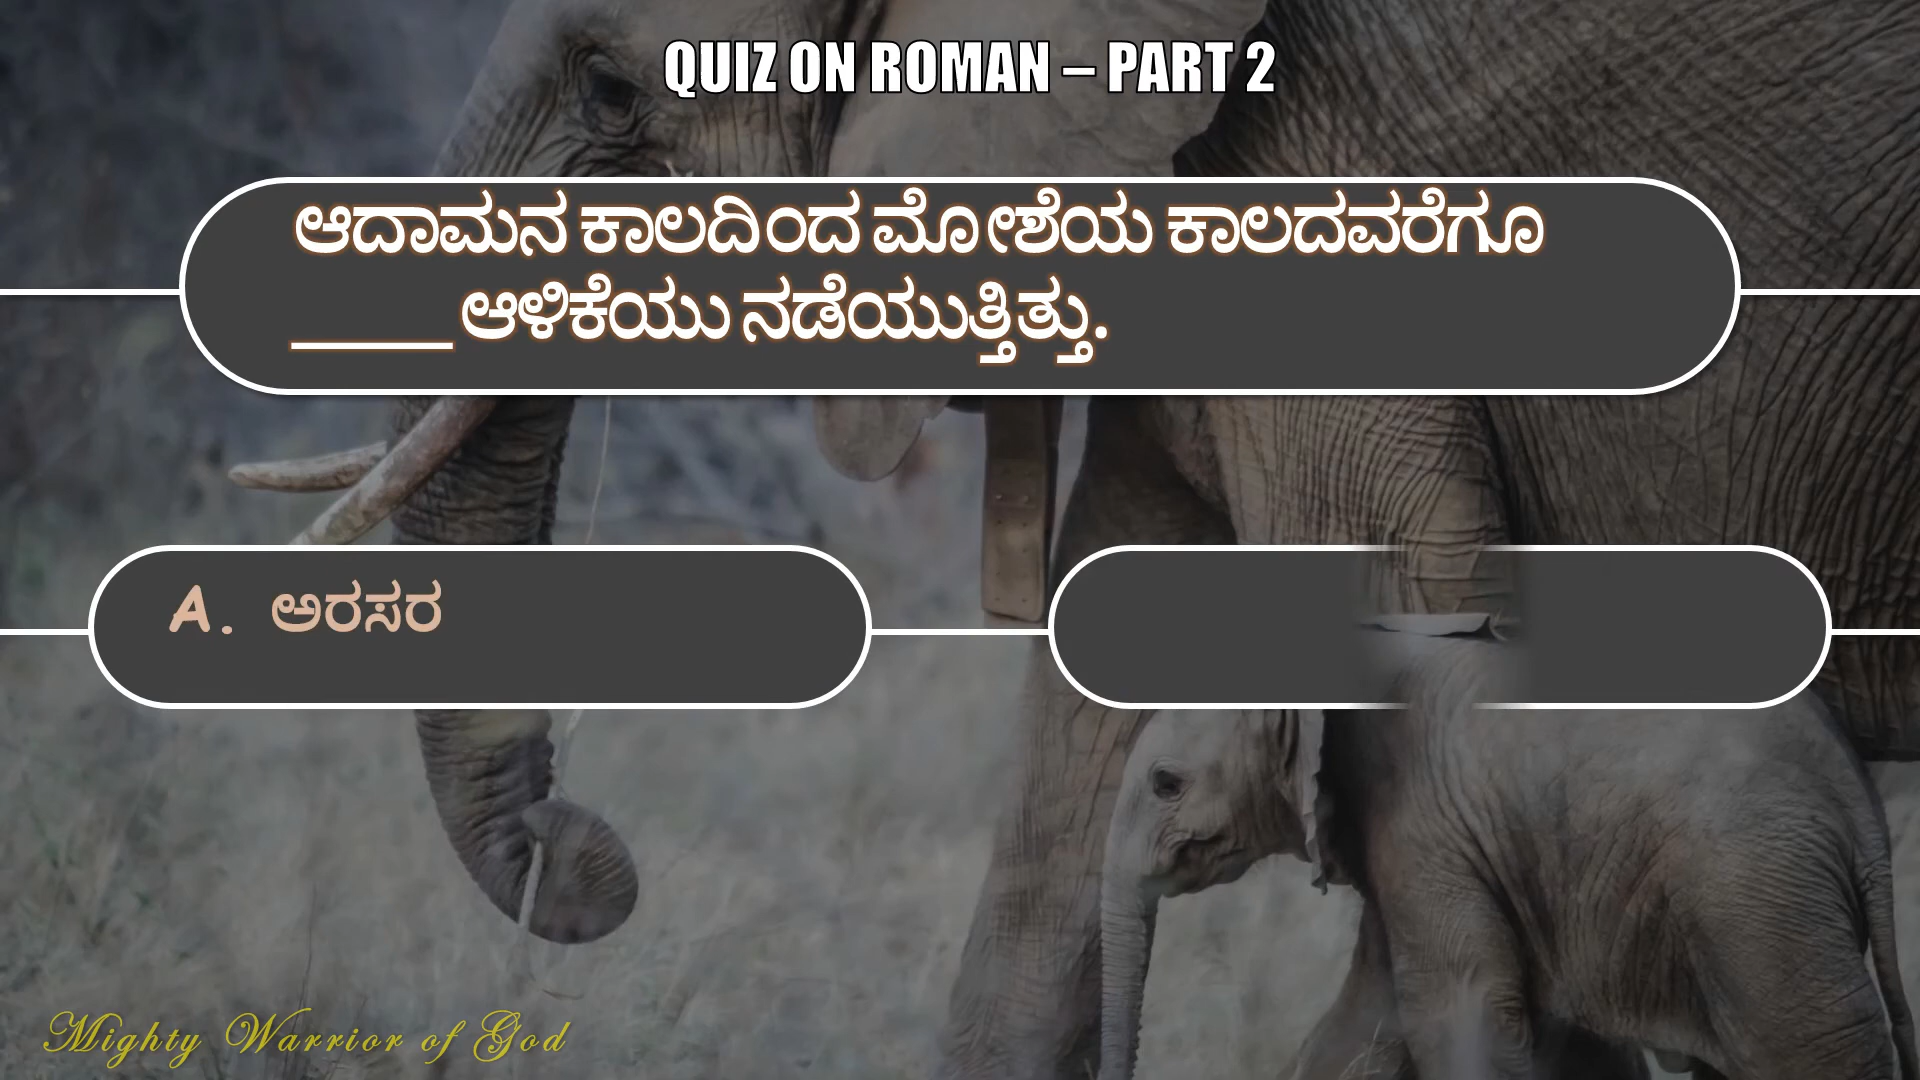 QUIZ ON ROMAN – PART 2
ಆದಾಮನ ಕಾಲದಿಂದ ಮೋಶೆಯ ಕಾಲದವರೆಗೂ
_____ ಆಳಿಕೆಯು ನಡೆಯುತ್ತಿತ್ತು.
A. ಅರಸರ
Mighty Warrior of God